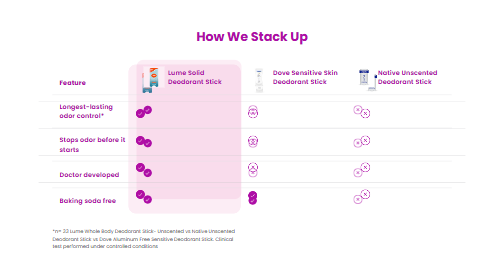 How We Stack Up
Feature
Lume Solid
Deodorant Stick
Dove Sensitive Skin
Deodorant Stick
Native Unscented
Deodorant Stick
Longest-lasting
odor control*
Stops odor before it
starts
Doctor developed
Baking soda free
*n= 33 Lume Whole Body Deodorant Stick- Unscented vs Native Unscented
Deodorant Stick vs Dove Aluminum Free Sensitive Deodorant Stick. Clinical
test performed under controlled conditions